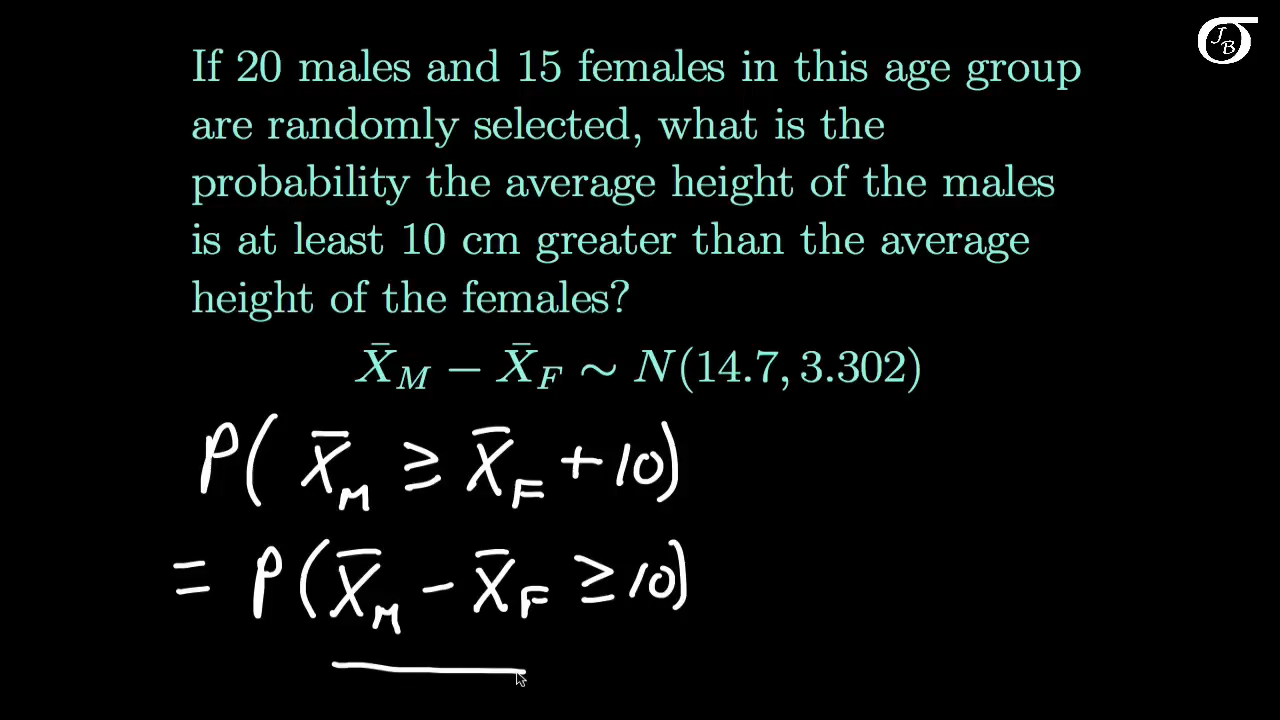 If 20 males and 15 females in this age group
are randomly selected, what is the
probability the average height of the males
is at least 10 cm greater than the average
height of the females?
X̄_M − X̄_F ∼ N(14.7, 3.302)
P( X̄_M ≥ X̄_F + 10)
= P(X̄_M − X̄_F ≥ 10)
JB